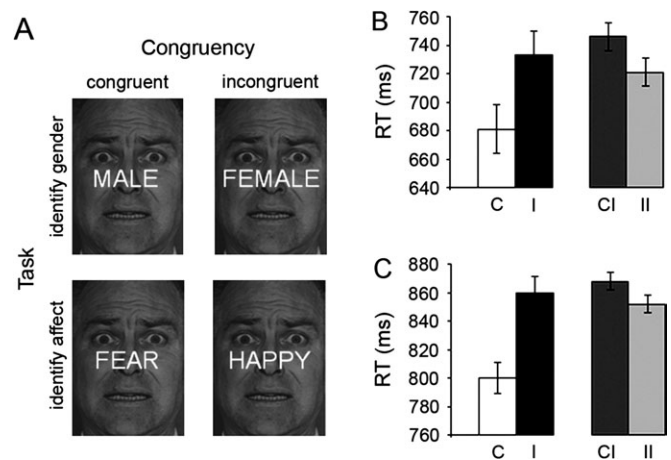 A
Congruency
congruent incongruent
Task
identify gender
MALE FEMALE
identify affect
FEAR HAPPY
B
RT (ms)
760
740
720
700
680
660
640
C I CI II
C
RT (ms)
880
860
840
820
800
780
760
C I CI II